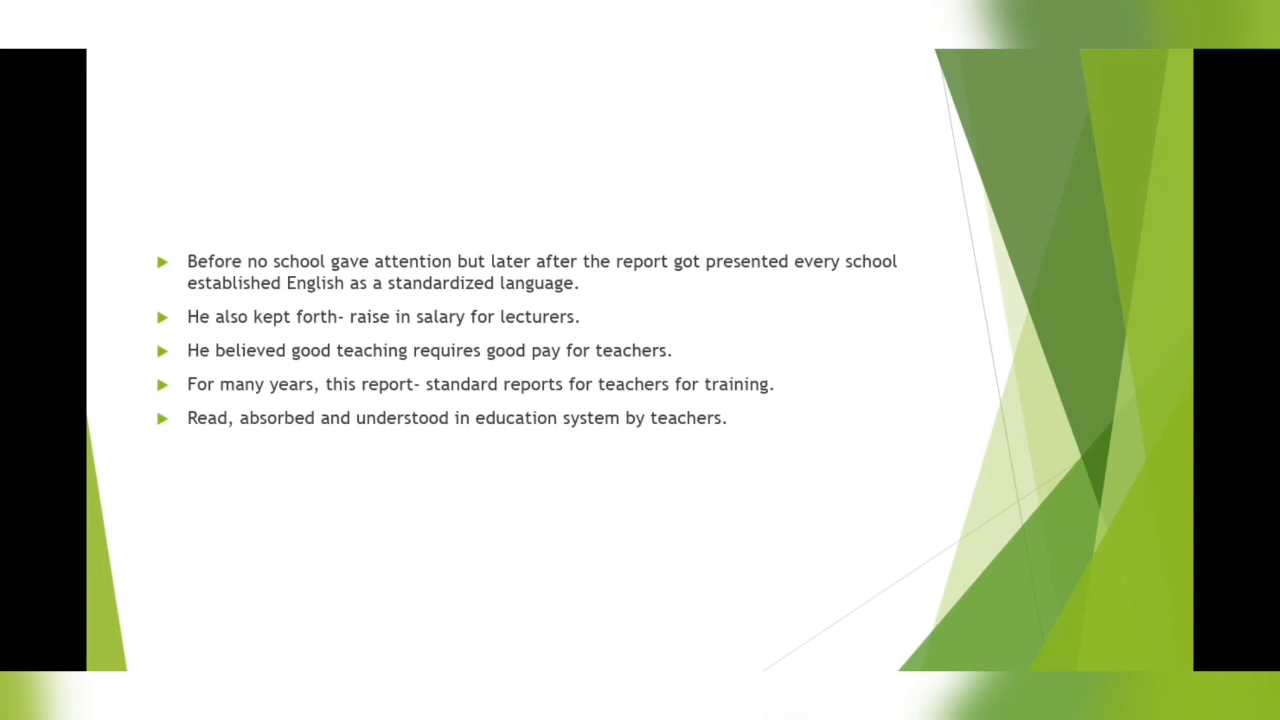 Before no school gave attention but later after the report got presented every school
established English as a standardized language.
He also kept forth- raise in salary for lecturers.
He believed good teaching requires good pay for teachers.
For many years, this report- standard reports for teachers for training.
Read, absorbed and understood in education system by teachers.